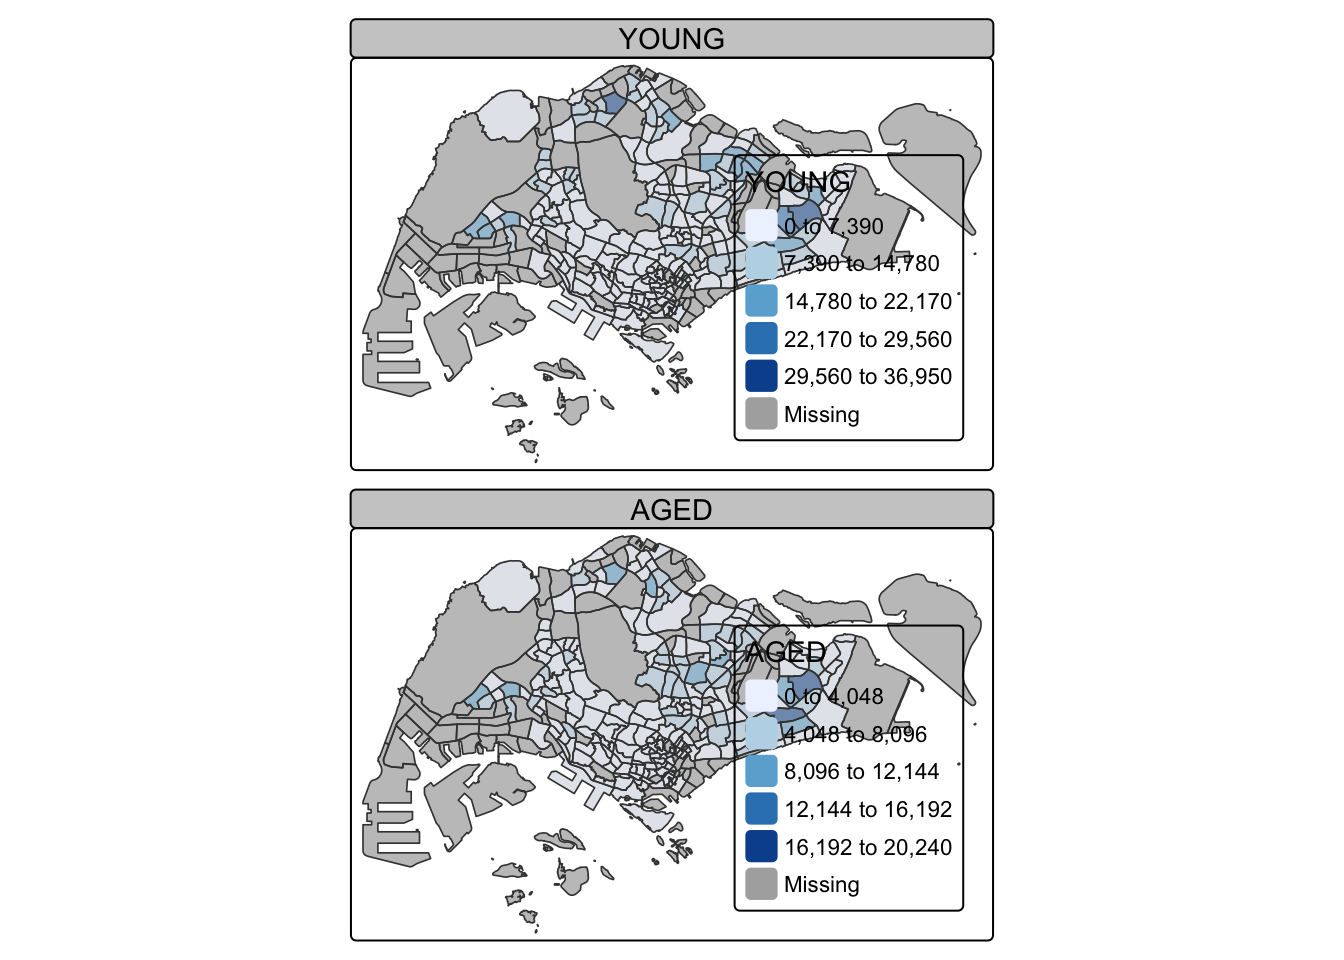 YOUNG
YOUNG
0 to 7,390
7,390 to 14,780
14,780 to 22,170
22,170 to 29,560
29,560 to 36,950
Missing
AGED
AGED
0 to 4,048
4,048 to 8,096
8,096 to 12,144
12,144 to 16,192
16,192 to 20,240
Missing